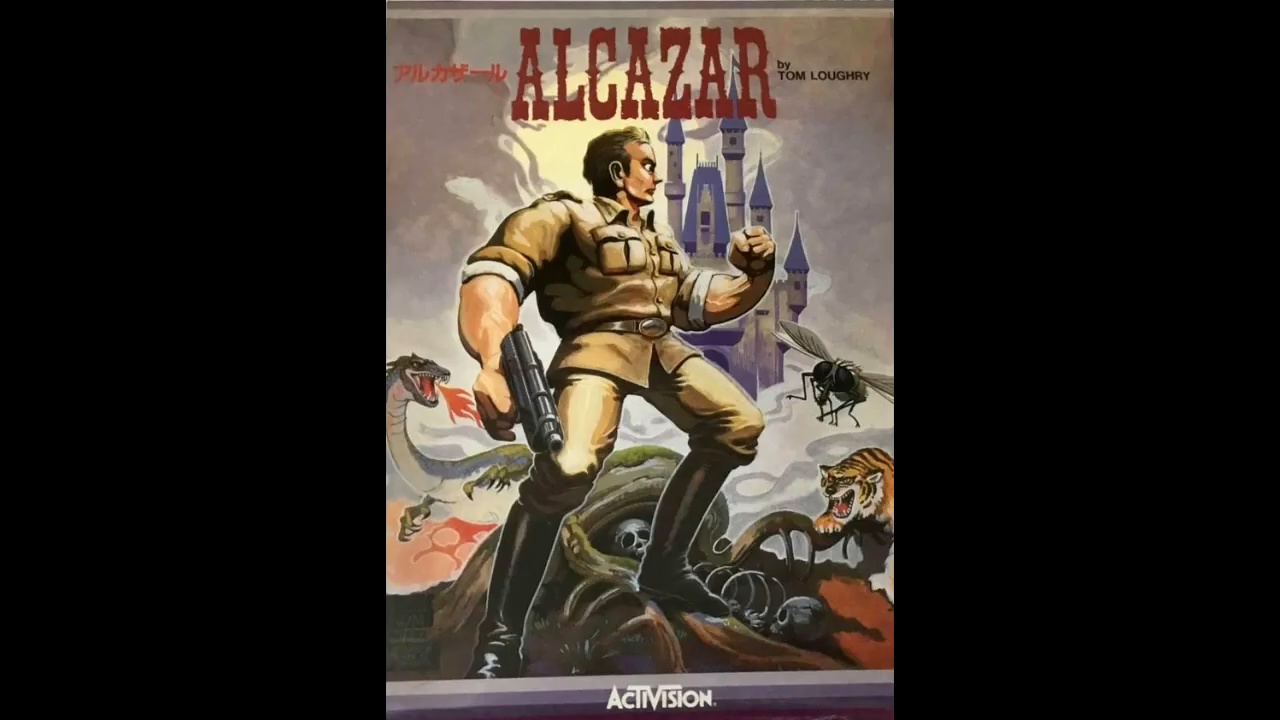 アルカザール
ALCAZAR
by
TOM LOUGHRY
ACTIVISION®